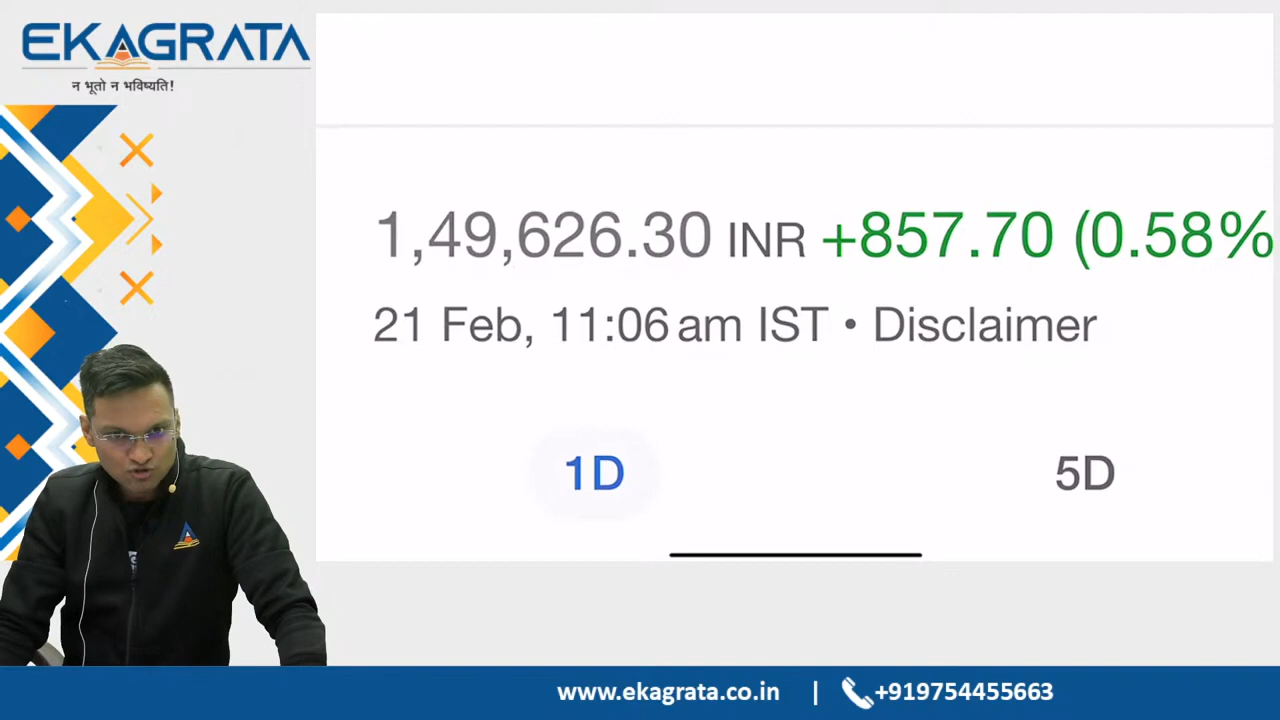 EKAGRATA
न भूतो न भविष्यति!
1,49,626.30 INR +857.70 (0.58%
21 Feb, 11:06 am IST • Disclaimer
1D 5D
www.ekagrata.co.in | +919754455663